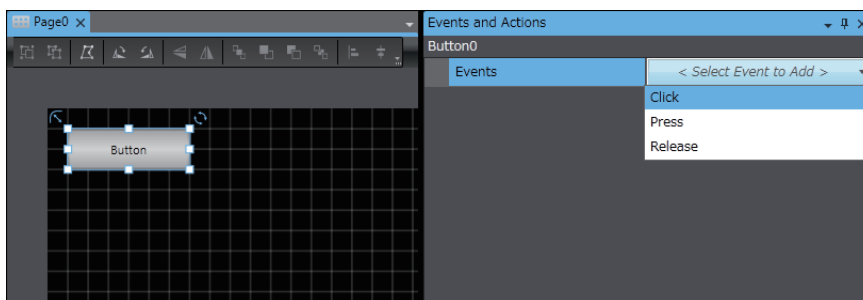 Page0
Events and Actions
Button0
Events
< Select Event to Add >
Click
Press
Release
Button